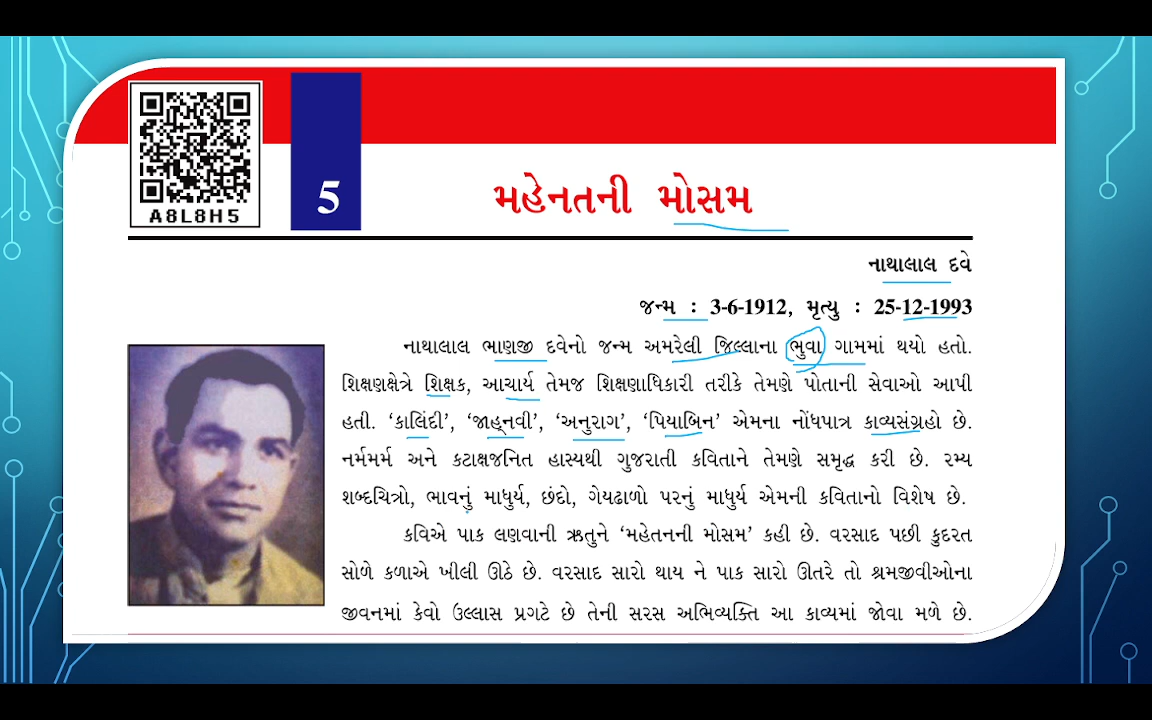 A8L8H5
5
મહેનતની મોસમ
નાથાલાલ દવે
જન્મ : 3-6-1912, મૃત્યુ : 25-12-1993
નાથાલાલ ભાણજી દવેનો જન્મ અમરેલી જિલ્લાના ભુવા ગામમાં થયો હતો.
શિક્ષણક્ષેત્રે શિક્ષક, આચાર્ય તેમજ શિક્ષણાધિકારી તરીકે તેમણે પોતાની સેવાઓ આપી
હતી. ‘કાલિંદી’, ‘જાહ્નવી’, ‘અનુરાગ’, ‘પિયાબિન’ એમના નોંધપાત્ર કાવ્યસંગ્રહો છે.
નર્મમર્મ અને કટાક્ષજનિત હાસ્યથી ગુજરાતી કવિતાને તેમણે સમૃદ્ધ કરી છે. રમ્ય
શબ્દચિત્રો, ભાવનું માધુર્ય, છંદો, ગેયઢાળો પરનું માધુર્ય એમની કવિતાનો વિશેષ છે.
કવિએ પાક લણવાની ઋતુને ‘મહેતનની મોસમ’ કહી છે. વરસાદ પછી કુદરત
સોળે કળાએ ખીલી ઊઠે છે. વરસાદ સારો થાય ને પાક સારો ઊતરે તો શ્રમજીવીઓના
જીવનમાં કેવો ઉલ્લાસ પ્રગટે છે તેની સરસ અભિવ્યક્તિ આ કાવ્યમાં જોવા મળે છે.